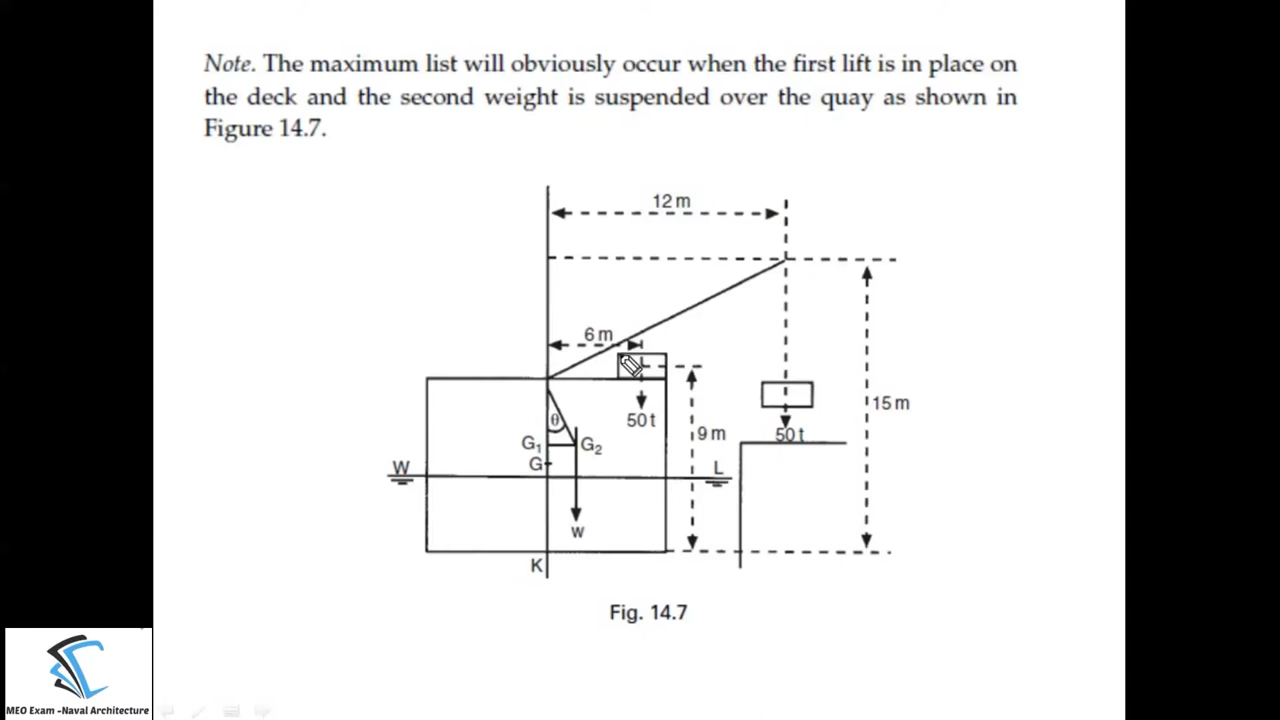 Note. The maximum list will obviously occur when the first lift is in place on
the deck and the second weight is suspended over the quay as shown in
Figure 14.7.
12 m
6 m
50 t
15 m
θ
G1
G2
9 m
50 t
G
W
L
w
K
Fig. 14.7
MEO Exam -Naval Architecture